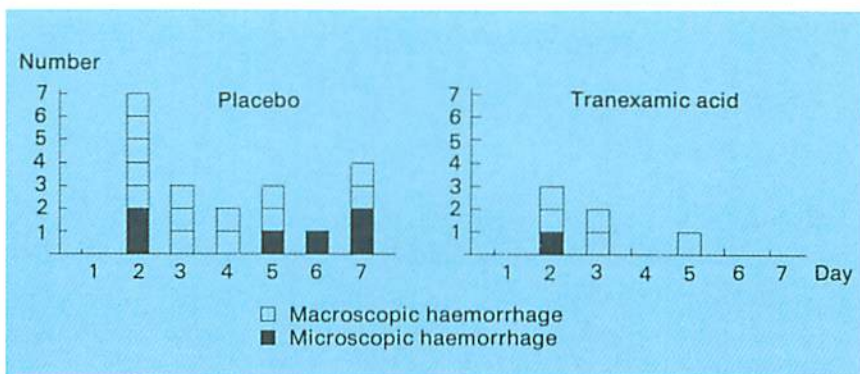 Number
Placebo
7
6
5
4
3
2
1
1 2 3 4 5 6 7
Tranexamic acid
7
6
5
4
3
2
1
1 2 3 4 5 6 7 Day
Macroscopic haemorrhage
Microscopic haemorrhage